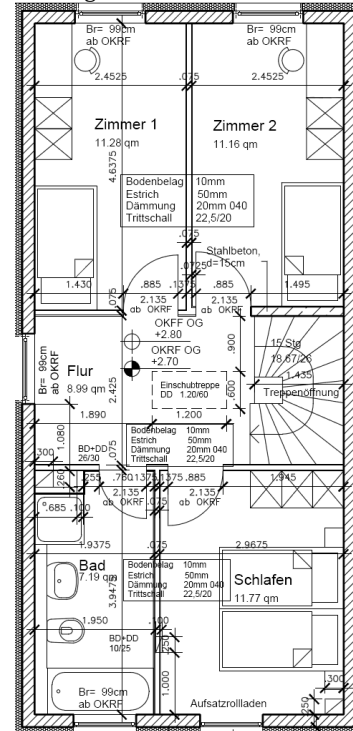 Br= 99cm
ab OKRF
Br= 99cm
ab OKRF
2.4525
.075
2.4525
Zimmer 1
11.28 qm
Zimmer 2
11.16 qm
4.6375
Bodenbelag 10mm
Estrich 50mm
Dämmung 20mm 040
Trittschall 22,5/20
.075
Stahlbeton,
d=15cm
.0725
1.430
.885
.1375
.885
1.495
2.135
ab OKRF
2.135
ab OKRF
.075
OKFF OG
+2.80
OKRF OG
+2.70
.900
15 Stg
18.67/26
1.435
Treppenöffnung
Br= 99cm
ab OKRF
Flur
8.99 qm
2.425
1.890
Einschubtreppe
DD 1.20/60
.600
1.200
1.080
Bodenbelag 10mm
Estrich 50mm
Dämmung 20mm 040
Trittschall 22,5/20
.300
BD+DD
26/30
.075
.260
.255
.760
.1375
.1375
.885
1.945
2.135
ab OKRF
.075
2.135
ab OKRF
.685
.100
1.9375
.075
2.9675
Bad
7.19 qm
3.9475
Bodenbelag 10mm
Estrich 50mm
Dämmung 20mm 040
Trittschall 22,5/20
Schlafen
11.77 qm
1.950
.100
BD+DD
10/25
.250
1.000
.300
Br= 99cm
ab OKRF
Aufsatzrollladen
.250